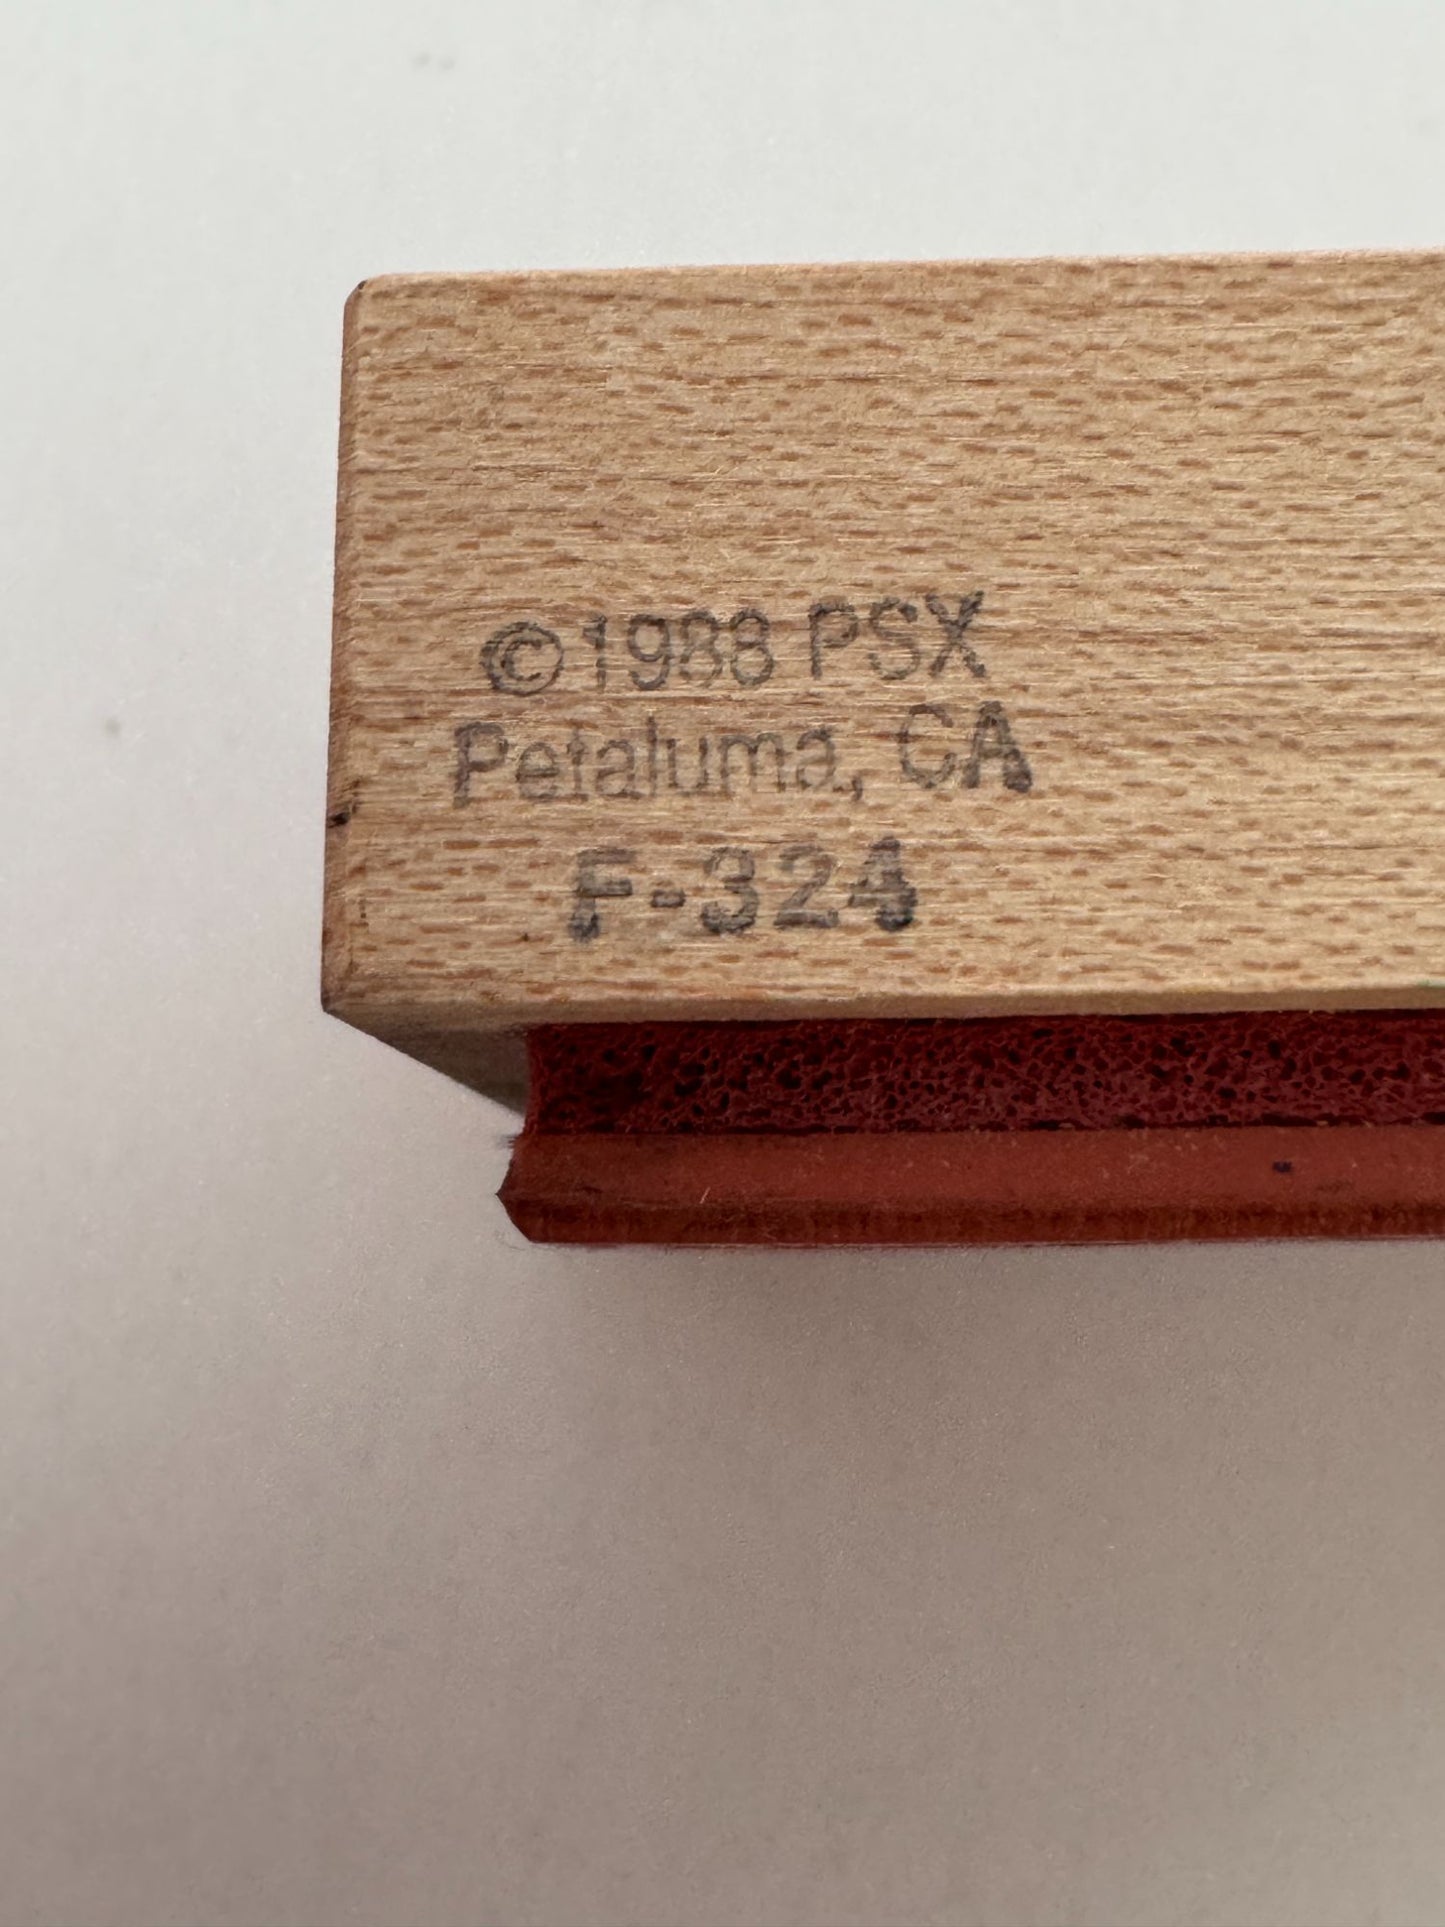 ©1988 PSX
Petaluma, CA
F-324